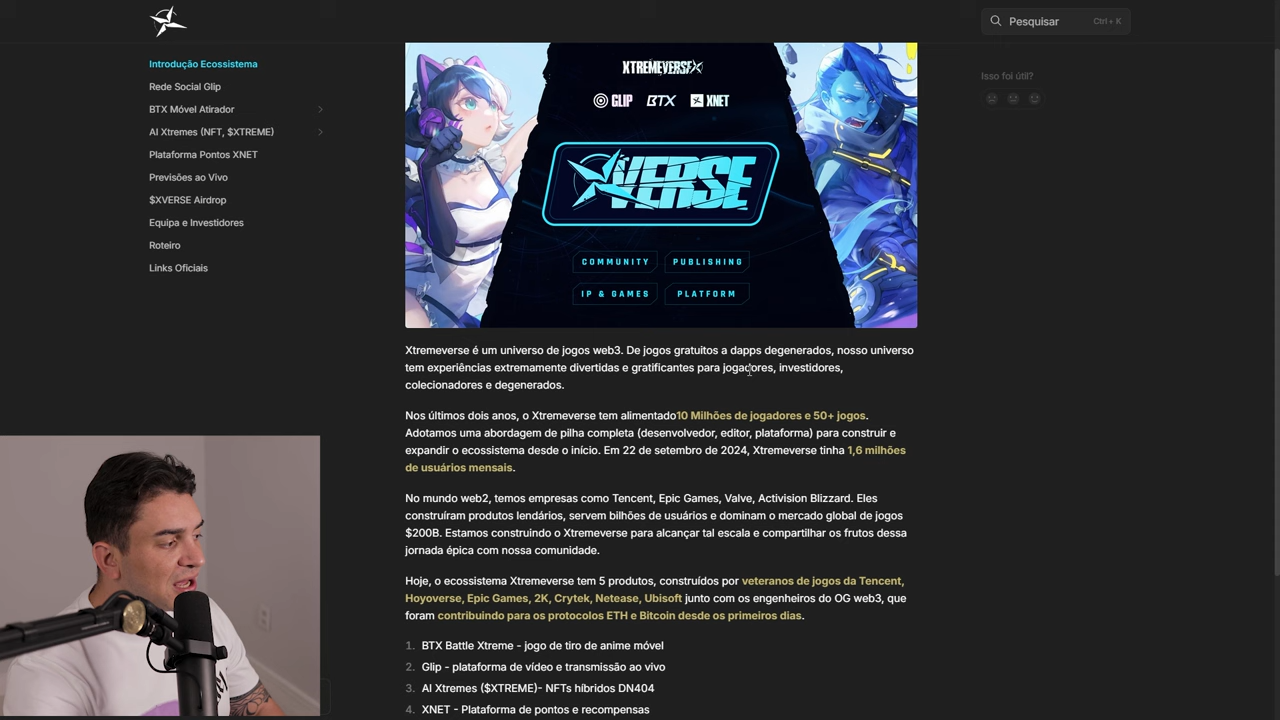 Pesquisar
Ctrl + K
Introdução Ecossistema
Rede Social Glip
BTX Móvel Atirador
AI Xtremes (NFT, $XTREME)
Plataforma Pontos XNET
Previsões ao Vivo
$XVERSE Airdrop
Equipa e Investidores
Roteiro
Links Oficiais
XTREMEVERSE
GLIP BTX XNET
XVERSE
COMMUNITY PUBLISHING
IP & GAMES PLATFORM
Isso foi útil?
Xtremeverse é um universo de jogos web3. De jogos gratuitos a dapps degenerados, nosso universo
tem experiências extremamente divertidas e gratificantes para jogadores, investidores,
colecionadores e degenerados.
Nos últimos dois anos, o Xtremeverse tem alimentado10 Milhões de jogadores e 50+ jogos.
Adotamos uma abordagem de pilha completa (desenvolvedor, editor, plataforma) para construir e
expandir o ecossistema desde o início. Em 22 de setembro de 2024, Xtremeverse tinha 1,6 milhões
de usuários mensais.
No mundo web2, temos empresas como Tencent, Epic Games, Valve, Activision Blizzard. Eles
construíram produtos lendários, servem bilhões de usuários e dominam o mercado global de jogos
$200B. Estamos construindo o Xtremeverse para alcançar tal escala e compartilhar os frutos dessa
jornada épica com nossa comunidade.
Hoje, o ecossistema Xtremeverse tem 5 produtos, construídos por veteranos de jogos da Tencent,
Hoyoverse, Epic Games, 2K, Crytek, Netease, Ubisoft junto com os engenheiros do OG web3, que
foram contribuindo para os protocolos ETH e Bitcoin desde os primeiros dias.
1. BTX Battle Xtreme - jogo de tiro de anime móvel
2. Glip - plataforma de vídeo e transmissão ao vivo
3. AI Xtremes ($XTREME)- NFTs híbridos DN404
4. XNET - Plataforma de pontos e recompensas